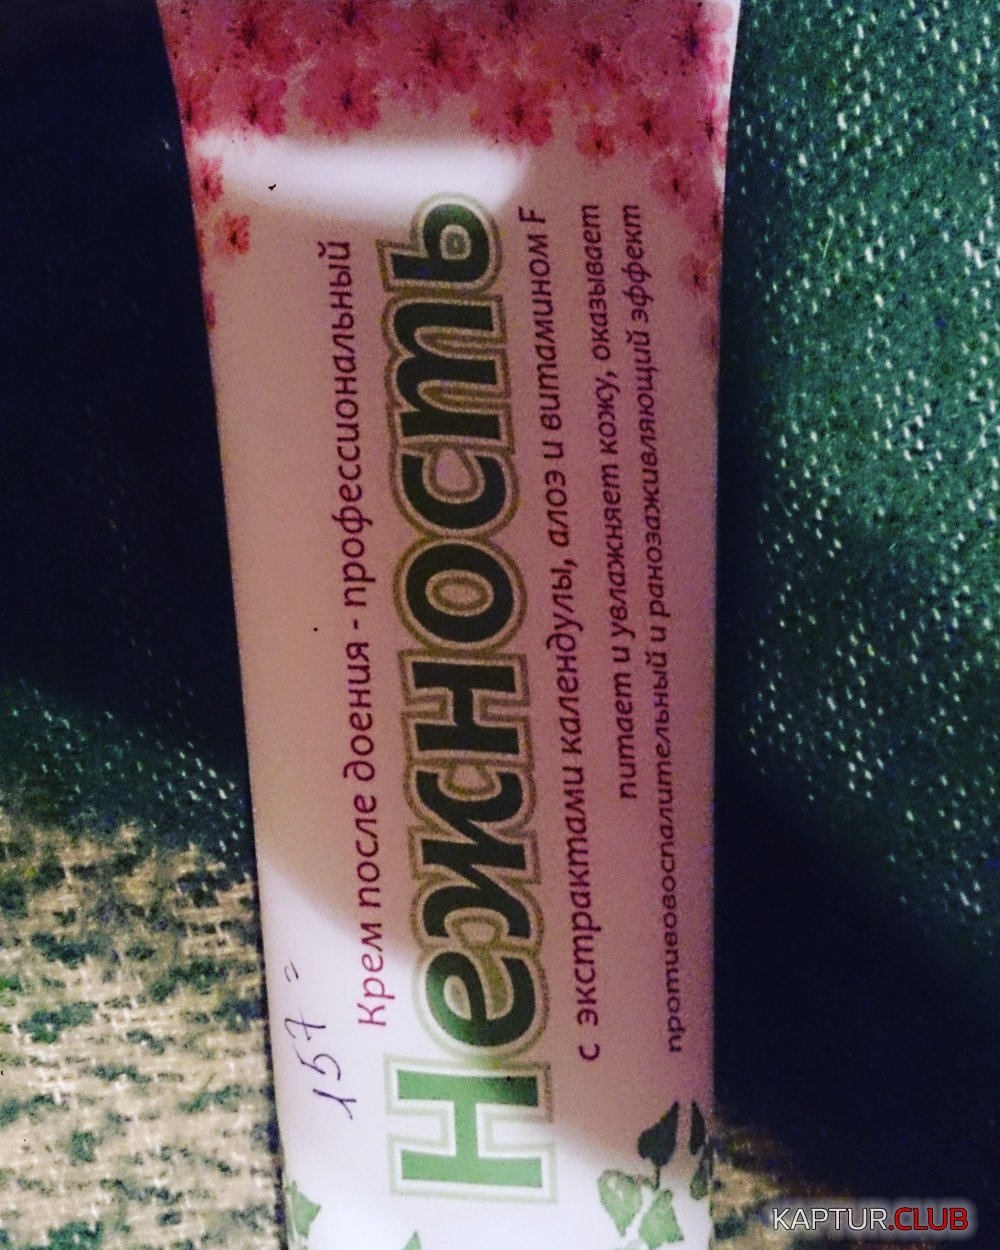 157=
Крем после доения - профессиональный
Нежность
с экстрактами календулы, алоэ и витамином F
питает и увлажняет кожу, оказывает
противовоспалительный и ранозаживляющий эффект
KAPTUR.CLUB